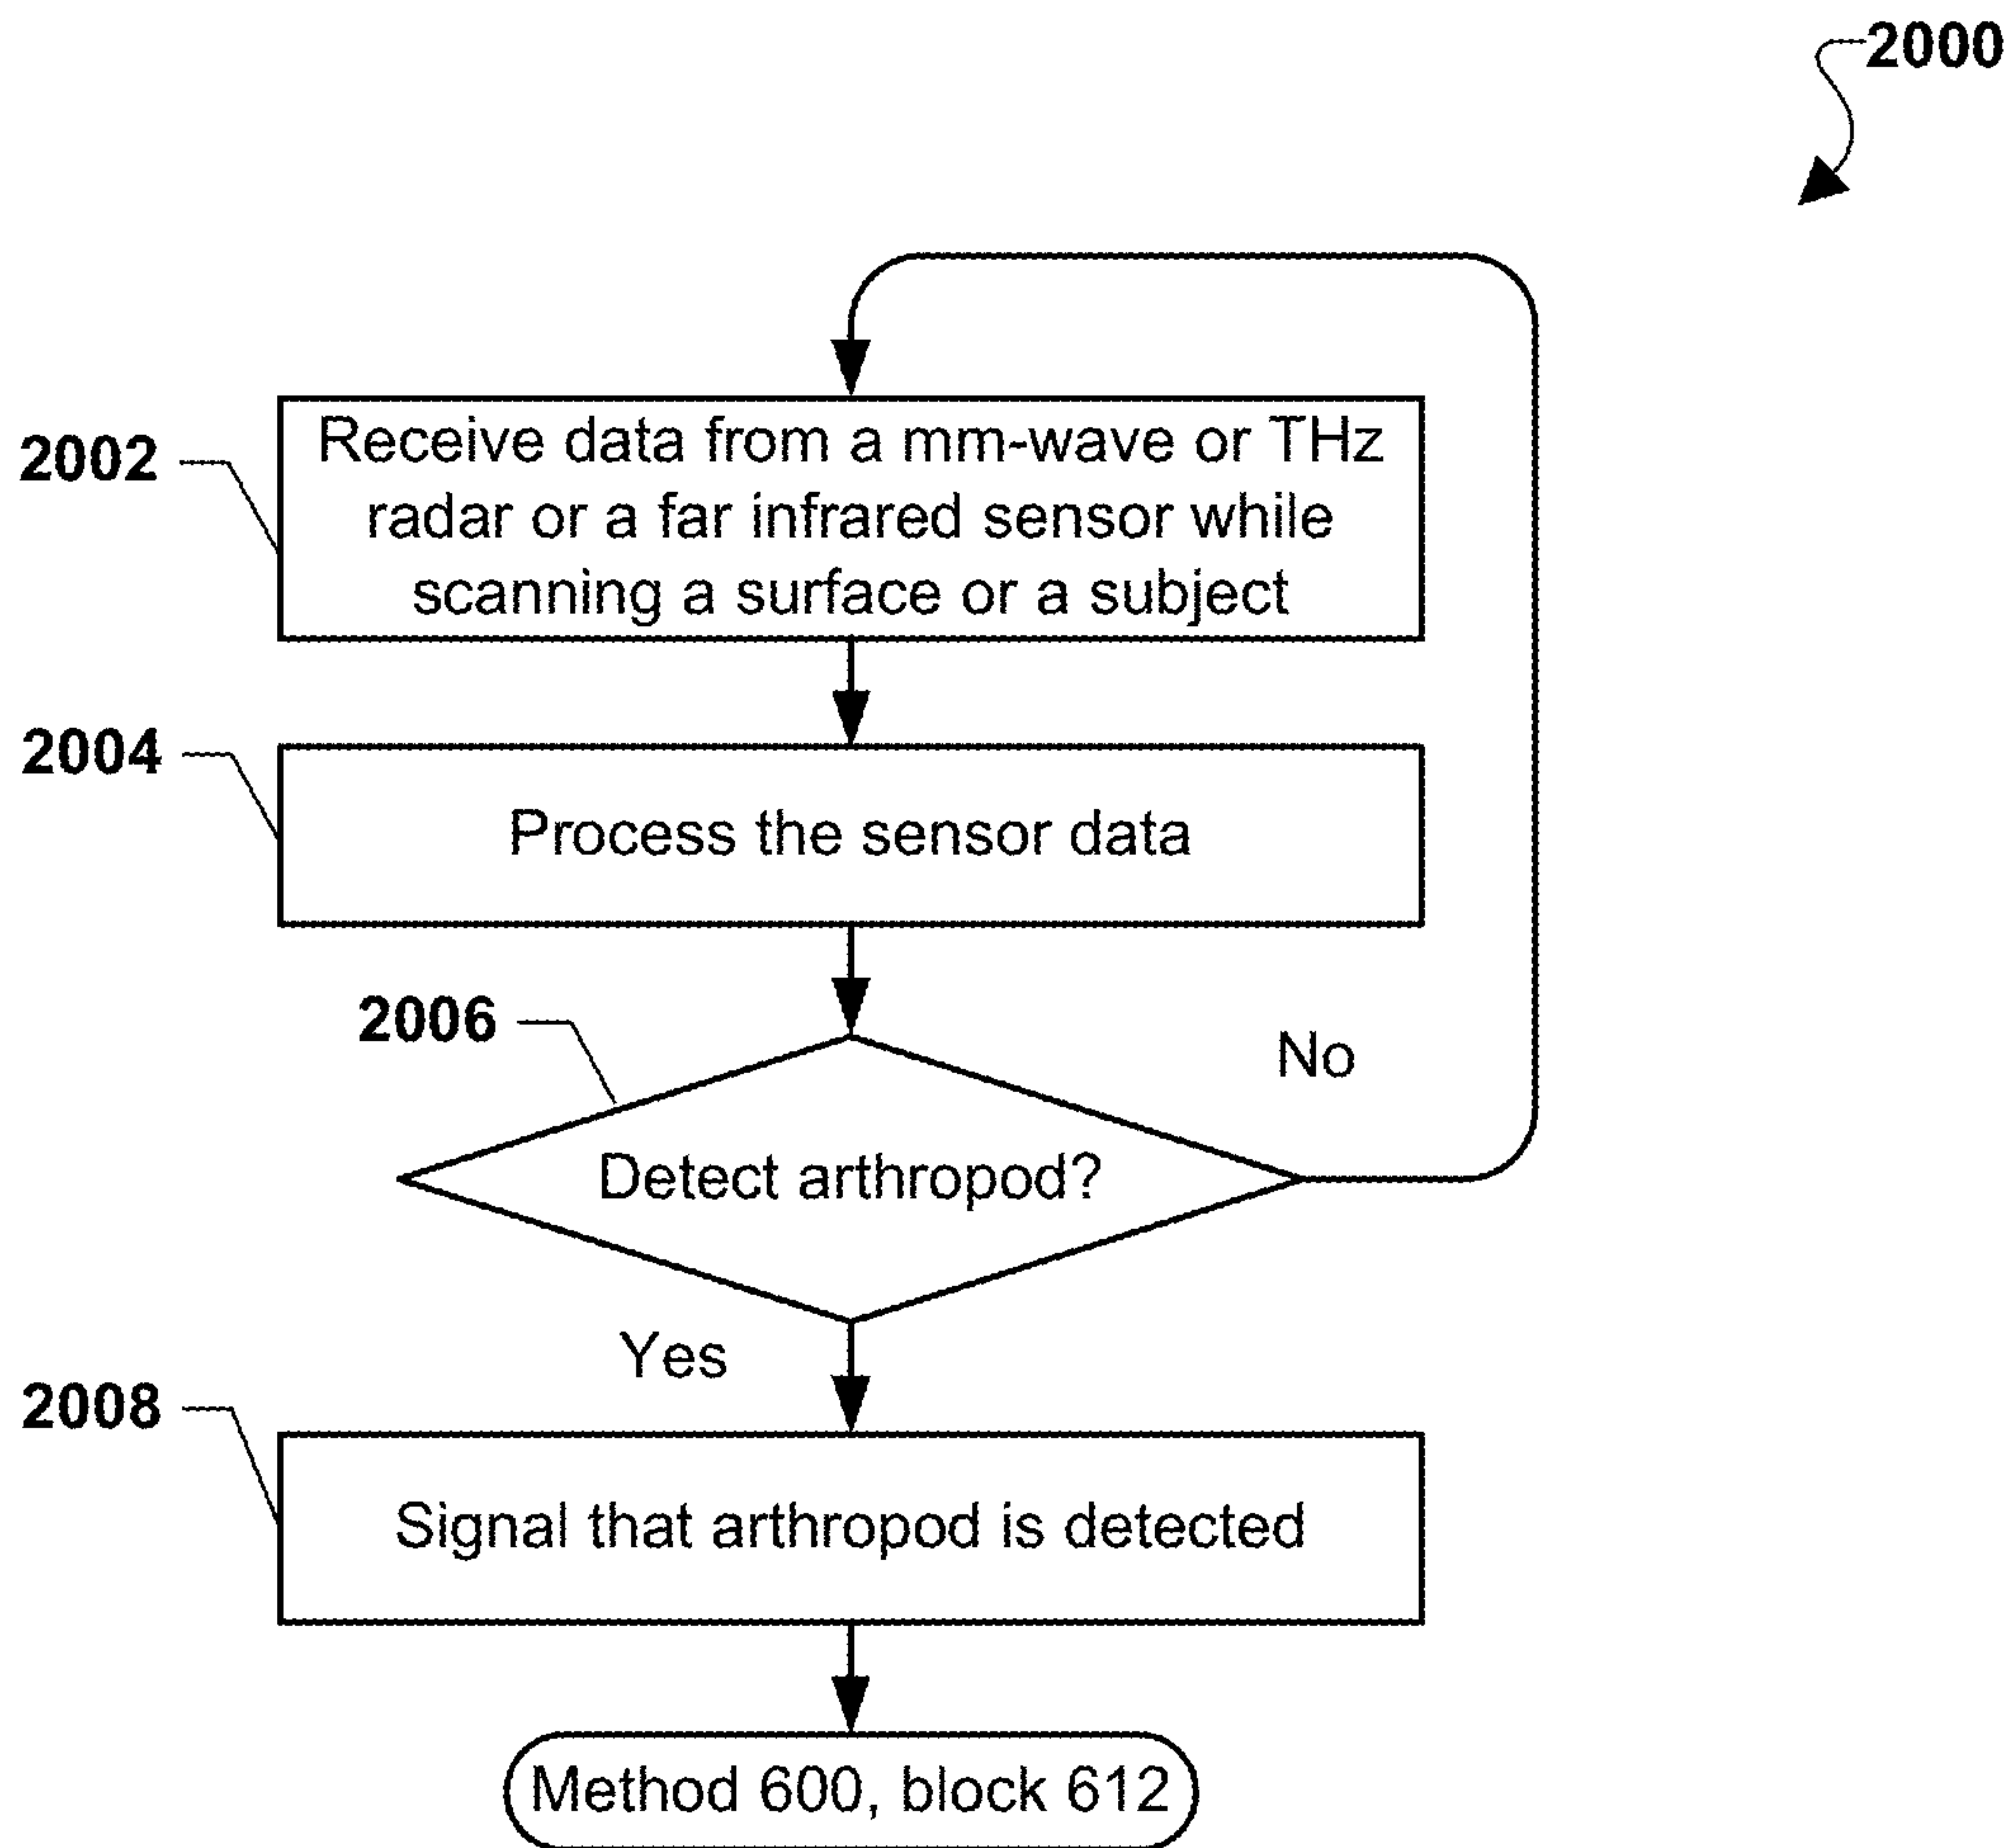 2000
2002
Receive data from a mm-wave or THz
radar or a far infrared sensor while
scanning a surface or a subject
2004
Process the sensor data
2006
No
Detect arthropod?
Yes
2008
Signal that arthropod is detected
Method 600, block 612